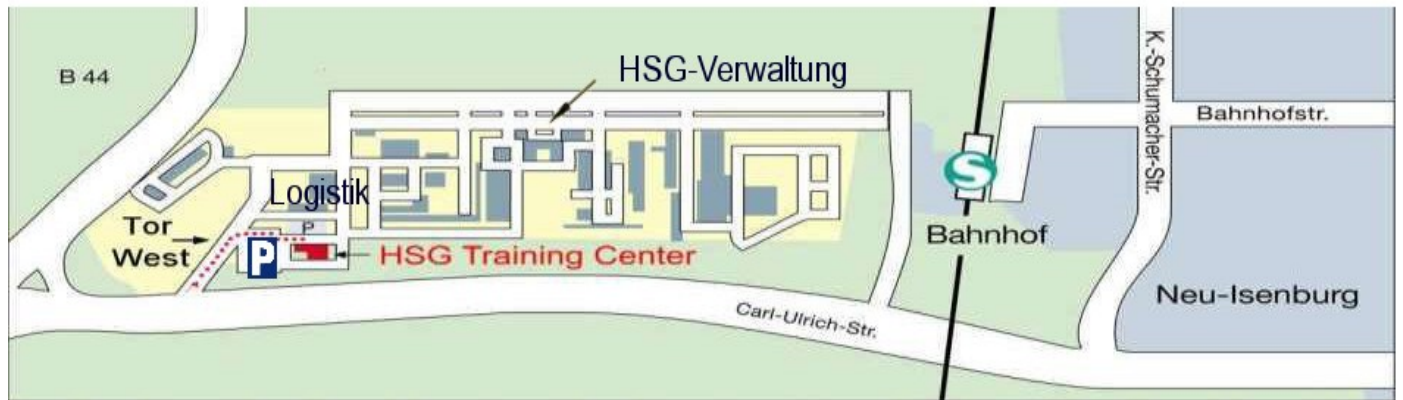 B 44
HSG-Verwaltung
K.-Schumacher-Str.
Bahnhofstr.
S
Logistik
Tor
West
P
P
HSG Training Center
Bahnhof
Neu-Isenburg
Carl-Ulrich-Str.